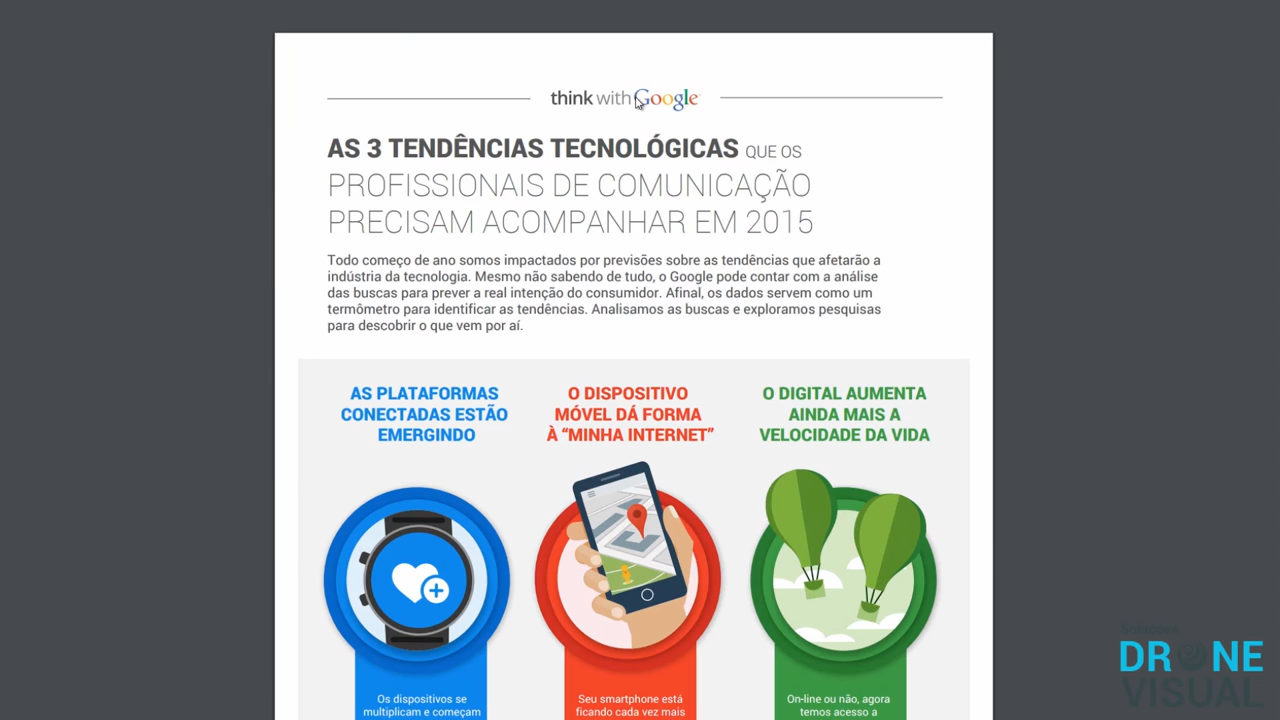 think with Google
AS 3 TENDÊNCIAS TECNOLÓGICAS QUE OS
PROFISSIONAIS DE COMUNICAÇÃO
PRECISAM ACOMPANHAR EM 2015
Todo começo de ano somos impactados por previsões sobre as tendências que afetarão a
indústria da tecnologia. Mesmo não sabendo de tudo, o Google pode contar com a análise
das buscas para prever a real intenção do consumidor. Afinal, os dados servem como um
termômetro para identificar as tendências. Analisamos as buscas e exploramos pesquisas
para descobrir o que vem por aí.
AS PLATAFORMAS
CONECTADAS ESTÃO
EMERGINDO
O DISPOSITIVO
MÓVEL DÁ FORMA
À “MINHA INTERNET”
O DIGITAL AUMENTA
AINDA MAIS A
VELOCIDADE DA VIDA
Os dispositivos se
multiplicam e começam
Seu smartphone está
ficando cada vez mais
On-line ou não, agora
temos acesso a
DRONE
VISUAL